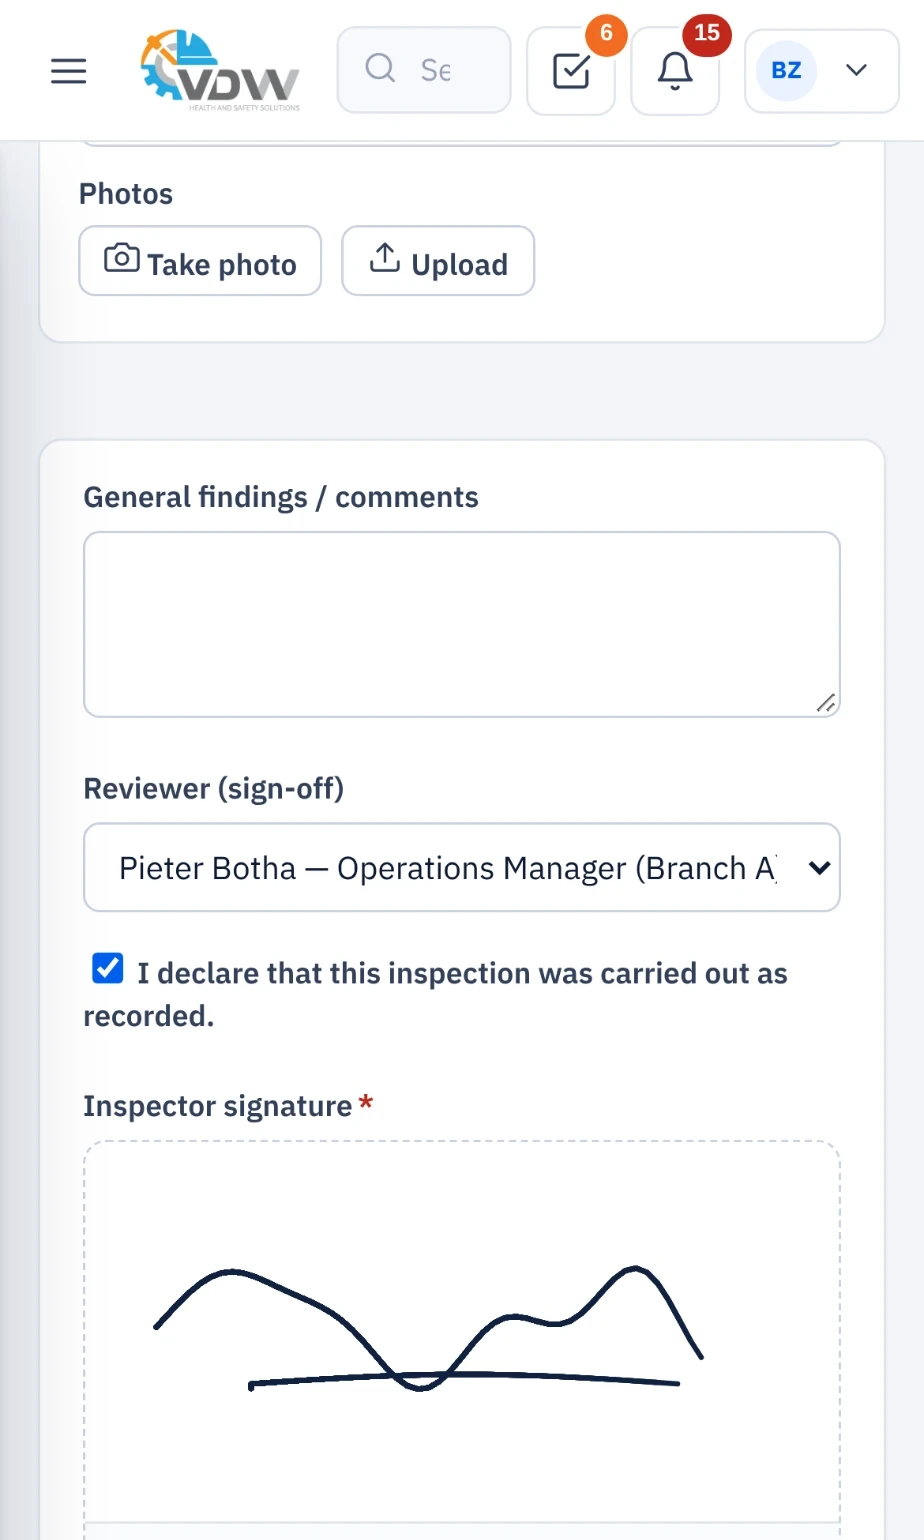 6
15
VDW
HEALTH AND SAFETY SOLUTIONS
Se
BZ
Photos
Take photo
Upload
General findings / comments
Reviewer (sign-off)
Pieter Botha — Operations Manager (Branch A)
I declare that this inspection was carried out as
recorded.
Inspector signature *